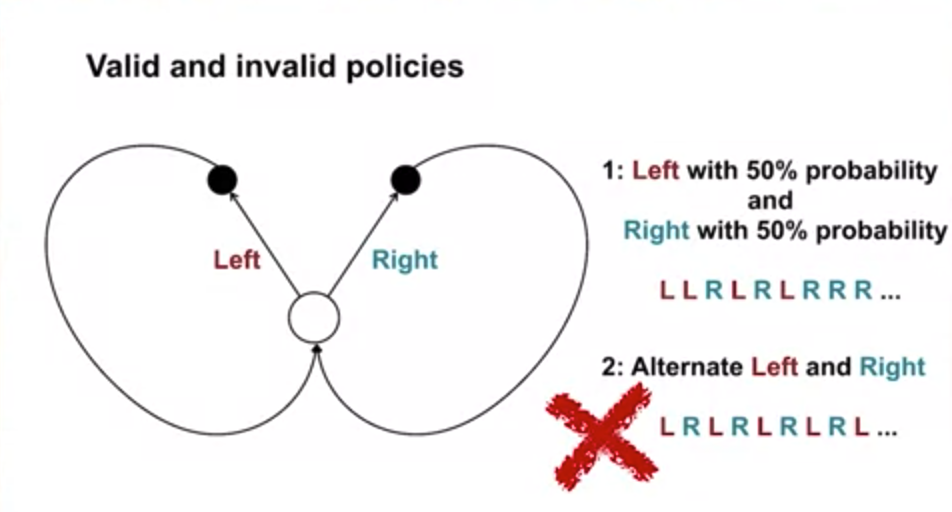 Valid and invalid policies
Left
Right
1: Left with 50% probability
and
Right with 50% probability
L L R L R L R R R ...
2: Alternate Left and Right
L R L R L R L R L ...